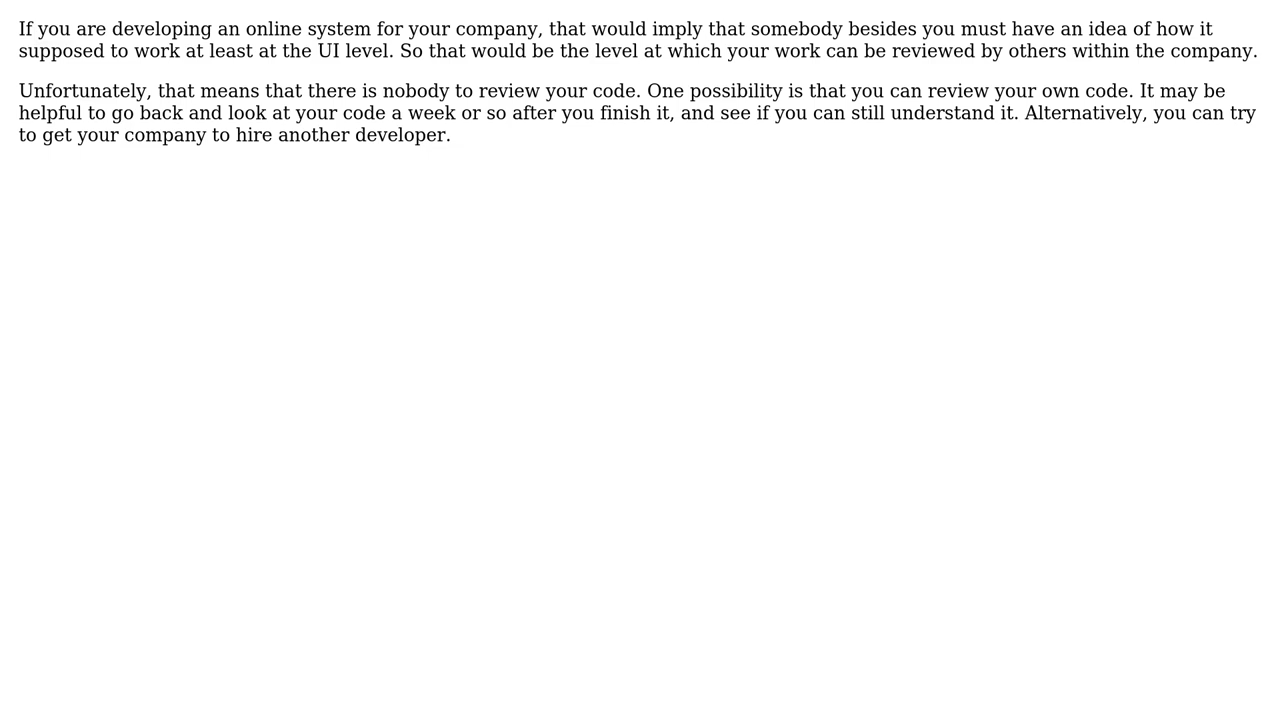 If you are developing an online system for your company, that would imply that somebody besides you must have an idea of how it
supposed to work at least at the UI level. So that would be the level at which your work can be reviewed by others within the company.
Unfortunately, that means that there is nobody to review your code. One possibility is that you can review your own code. It may be
helpful to go back and look at your code a week or so after you finish it, and see if you can still understand it. Alternatively, you can try
to get your company to hire another developer.